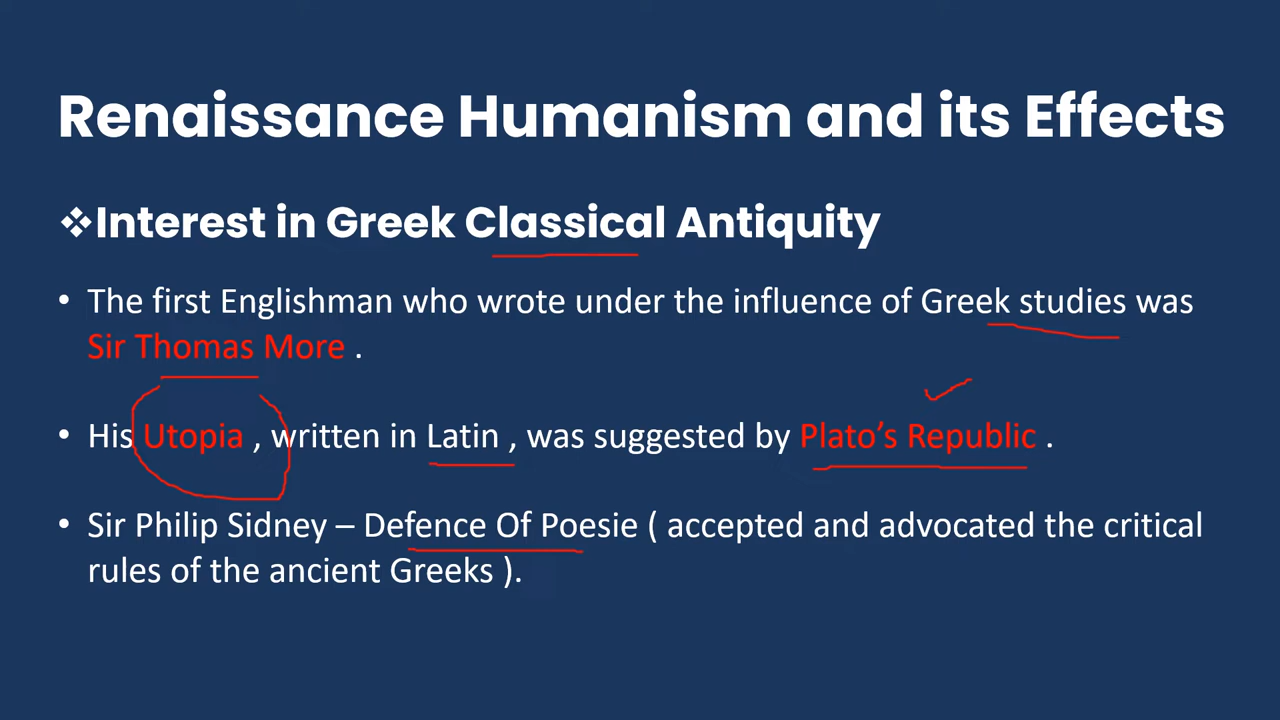 Renaissance Humanism and its Effects
❖Interest in Greek Classical Antiquity
• The first Englishman who wrote under the influence of Greek studies was
Sir Thomas More .
• His Utopia , written in Latin , was suggested by Plato’s Republic .
• Sir Philip Sidney – Defence Of Poesie ( accepted and advocated the critical
rules of the ancient Greeks ).